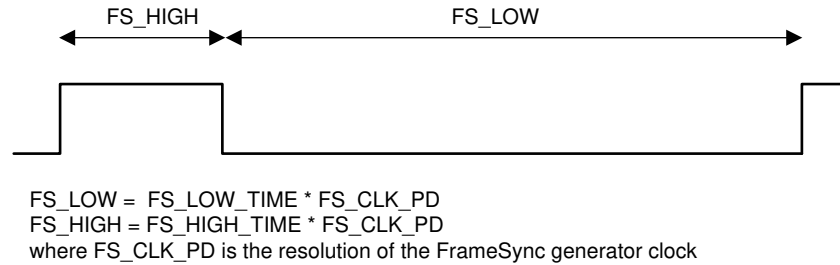 FS_HIGH FS_LOW
FS_LOW = FS_LOW_TIME * FS_CLK_PD
FS_HIGH = FS_HIGH_TIME * FS_CLK_PD
where FS_CLK_PD is the resolution of the FrameSync generator clock